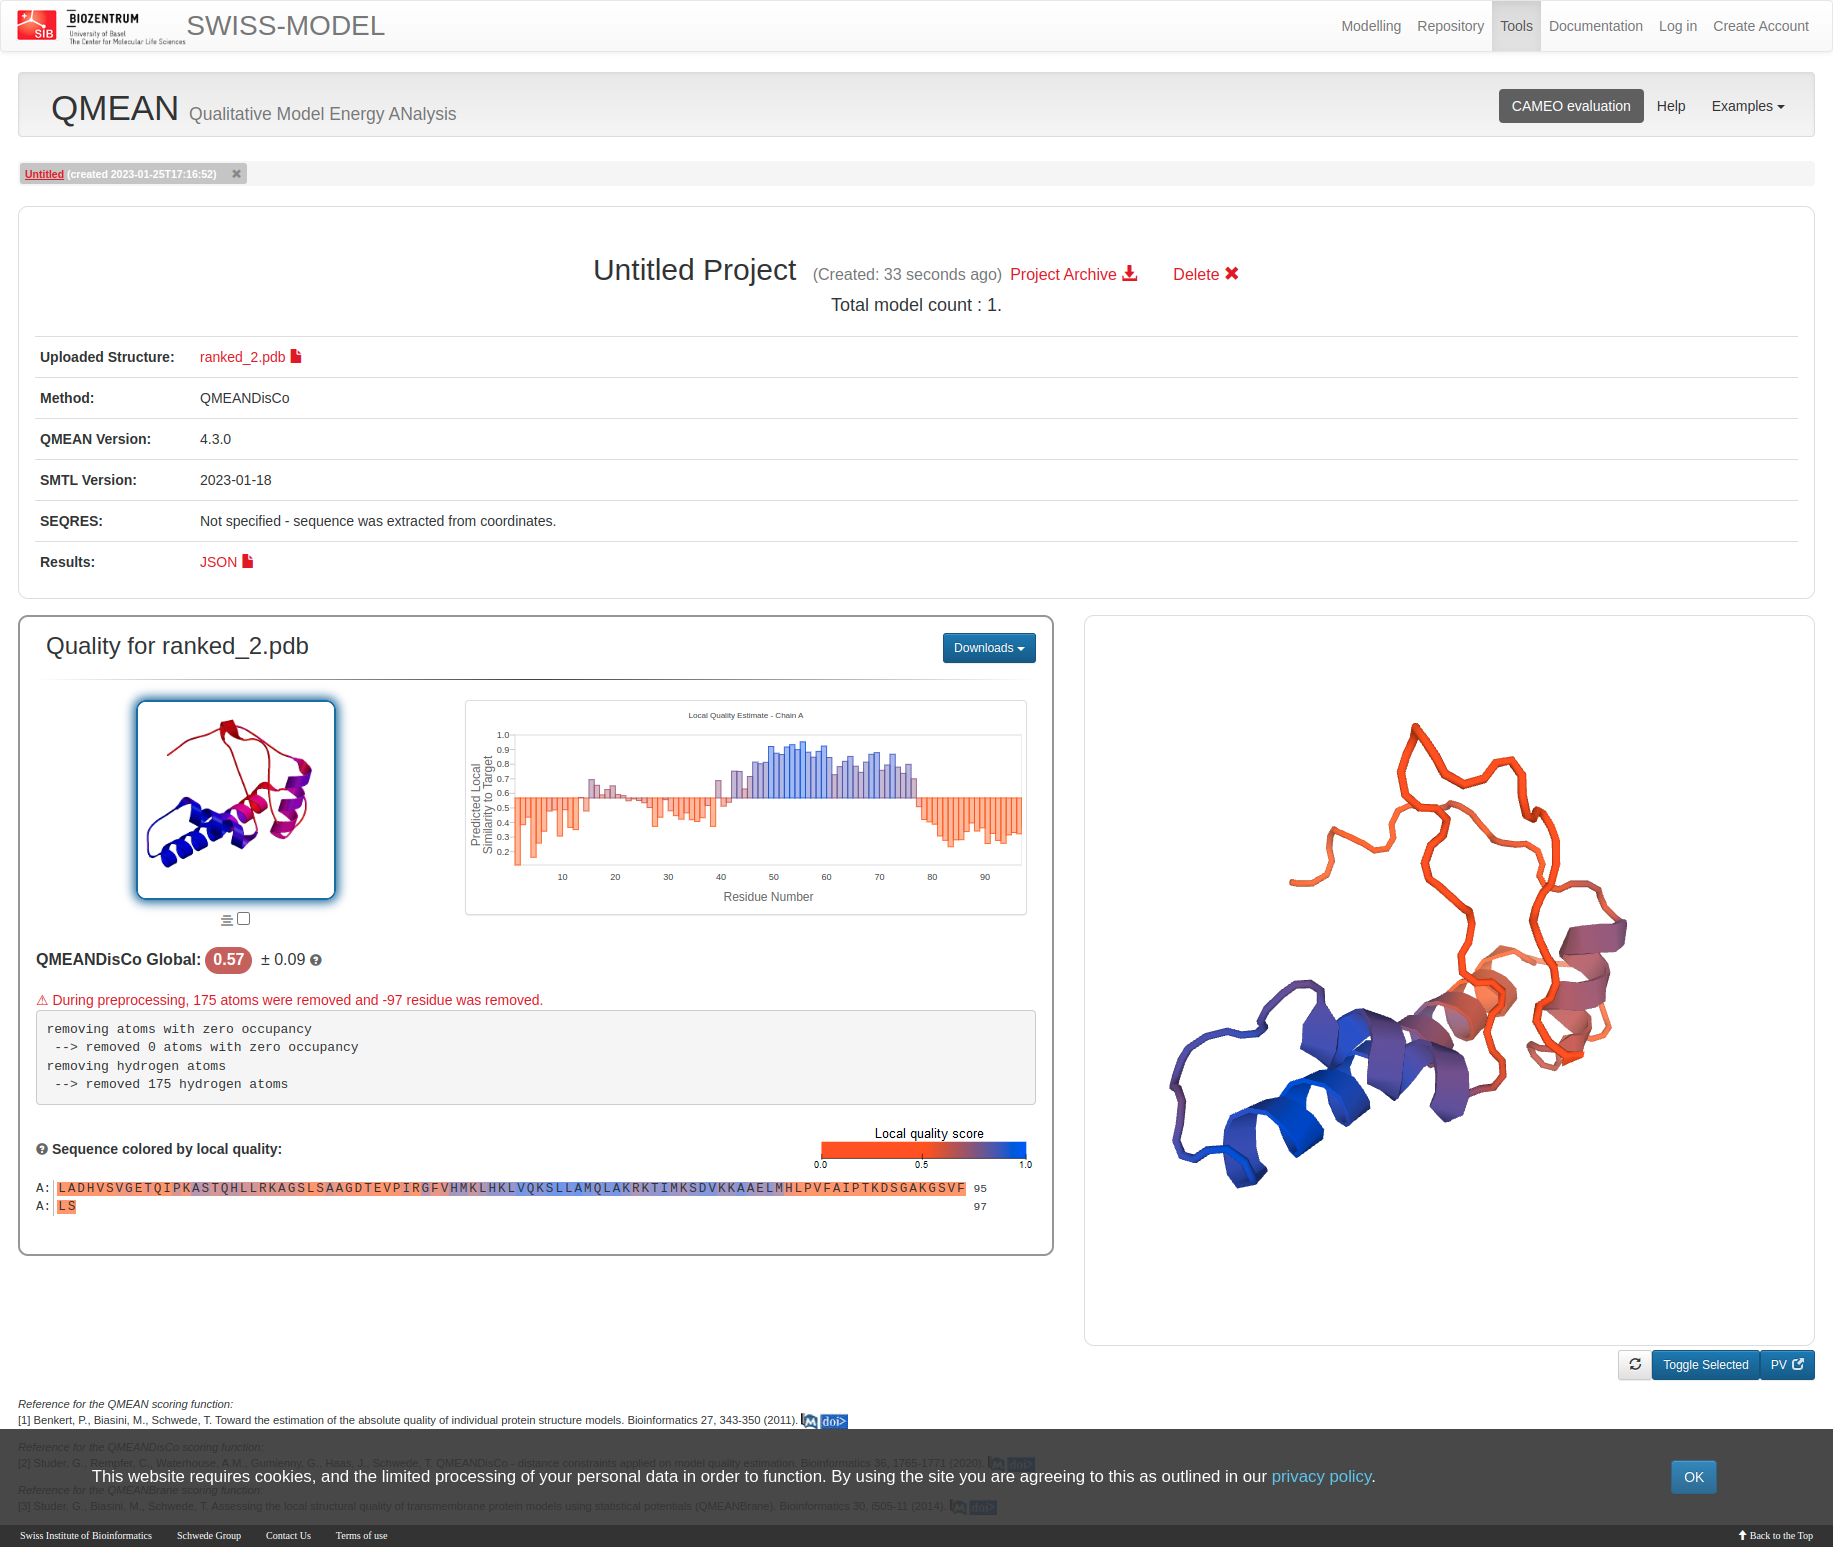 SIB
BIOZENTRUM
University of Basel
The Center for Molecular Life Sciences
SWISS-MODEL
Modelling Repository Tools Documentation Log in Create Account
QMEAN Qualitative Model Energy ANalysis
CAMEO evaluation Help Examples
Untitled (created 2023-01-25T17:16:52)
Untitled Project (Created: 33 seconds ago) Project Archive Delete
Total model count : 1.
Uploaded Structure: ranked_2.pdb
Method: QMEANDisCo
QMEAN Version: 4.3.0
SMTL Version: 2023-01-18
SEQRES: Not specified - sequence was extracted from coordinates.
Results: JSON
Quality for ranked_2.pdb
Downloads
Local Quality Estimate - Chain A
Predicted Local
Similarity to Target
1.0
0.9
0.8
0.7
0.6
0.5
0.4
0.3
0.2
10 20 30 40 50 60 70 80 90
Residue Number
QMEANDisCo Global: 0.57 ± 0.09
During preprocessing, 175 atoms were removed and -97 residue was removed.
removing atoms with zero occupancy
--> removed 0 atoms with zero occupancy
removing hydrogen atoms
--> removed 175 hydrogen atoms
Sequence colored by local quality:
Local quality score
0.0 0.5 1.0
A: LADHVSVGETQIPKASTQHLLRKAGSLSAAGDTEVPIRGFVHMKLHKLVQKSLLAMQLAKRKTIMKSDVKKAAELMHLPVFAIPTKDSGAKGSVF 95
A: LS 97
Toggle Selected PV
Reference for the QMEAN scoring function:
[1] Benkert, P., Biasini, M., Schwede, T. Toward the estimation of the absolute quality of individual protein structure models. Bioinformatics 27, 343-350 (2011). M doi>
Reference for the QMEANDisCo scoring function:
[2] Studer, G., Rempfer, C., Waterhouse, A.M., Gumienny, G., Haas, J., Schwede, T. QMEANDisCo - distance constraints applied on model quality estimation. Bioinformatics 36, 1765-1771 (2020). M doi>
This website requires cookies, and the limited processing of your personal data in order to function. By using the site you are agreeing to this as outlined in our privacy policy.
OK
Reference for the QMEANBrane scoring function:
[3] Studer, G., Biasini, M., Schwede, T. Assessing the local structural quality of transmembrane protein models using statistical potentials (QMEANBrane). Bioinformatics 30, i505-11 (2014). M doi>
Swiss Institute of Bioinformatics Schwede Group Contact Us Terms of use Back to the Top